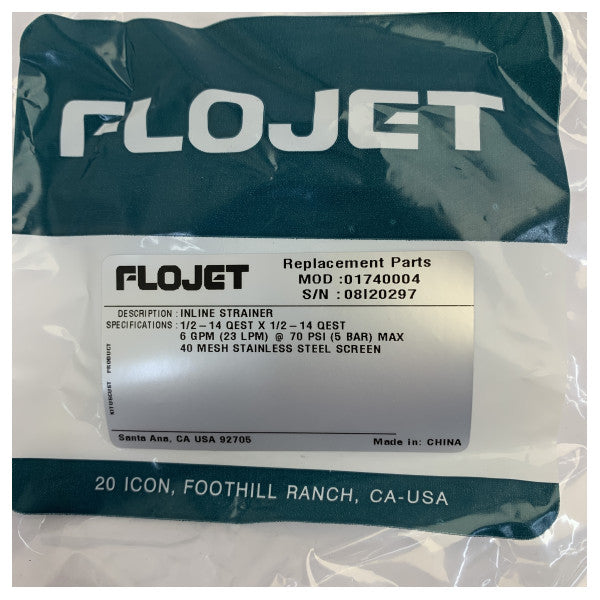 FLOJET
FLOJET
Replacement Parts
MOD :01740004
S/N : 08I20297
DESCRIPTION : INLINE STRAINER
SPECIFICATIONS : 1/2-14 QEST X 1/2-14 QEST
6 GPM (23 LPM) @ 70 PSI (5 BAR) MAX
40 MESH STAINLESS STEEL SCREEN
PRODUCT
Santa Ana, CA USA 92705
Made in: CHINA
20 ICON, FOOTHILL RANCH, CA-USA